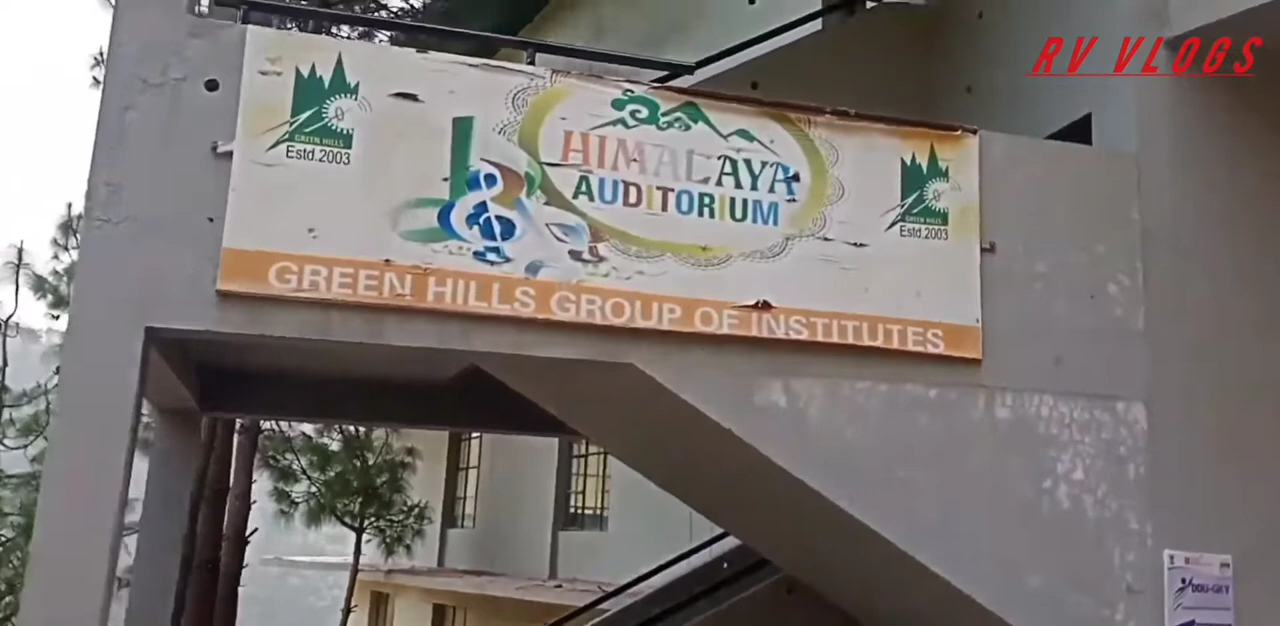 RV VLOGS
GREEN HILLS
Estd.2003
HIMALAYA
AUDITORIUM
GREEN HILLS
Estd.2003
GREEN HILLS GROUP OF INSTITUTES
DDU-GKY